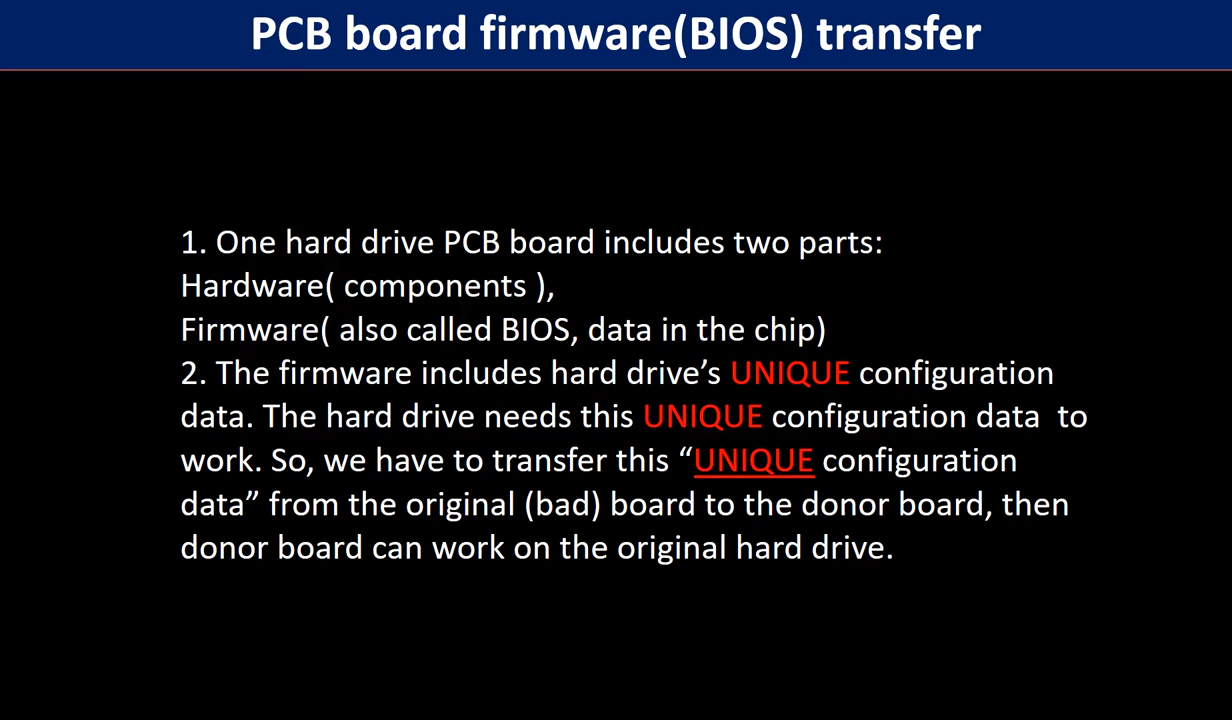 PCB board firmware(BIOS) transfer
1. One hard drive PCB board includes two parts:
Hardware( components ),
Firmware( also called BIOS, data in the chip)
2. The firmware includes hard drive’s UNIQUE configuration
data. The hard drive needs this UNIQUE configuration data  to
work. So, we have to transfer this “UNIQUE configuration
data” from the original (bad) board to the donor board, then
donor board can work on the original hard drive.